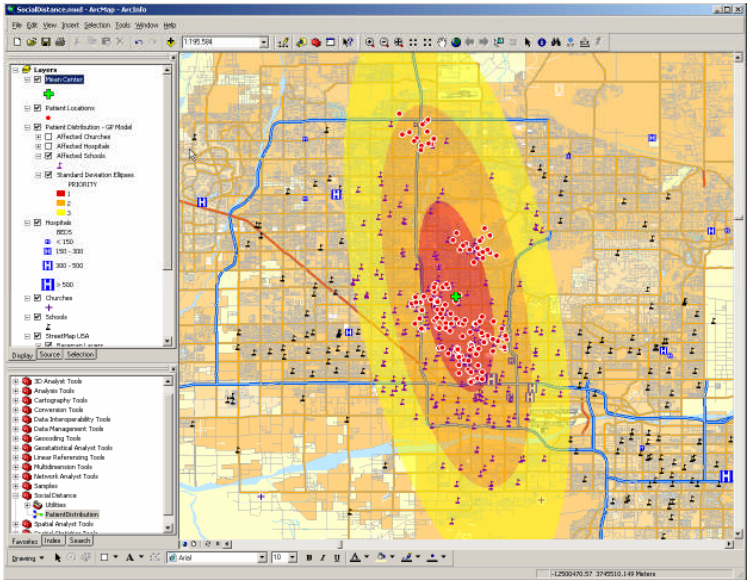 SocialDistance.mxd - ArcMap - ArcInfo
File Edit View Insert Selection Tools Window Help
1:195,584
Layers
Mean Center
Patient Locations
Patient Distribution - GP Model
Affected Churches
Affected Hospitals
Affected Schools
Standard Deviation Ellipses
PRIORITY
1
2
3
Hospitals
BEDS
< 150
150 - 300
300 - 500
> 500
Churches
Schools
StreetMap USA
Display Source Selection
3D Analyst Tools
Analysis Tools
Cartography Tools
Conversion Tools
Data Interoperability Tools
Data Management Tools
Geocoding Tools
Geostatistical Analyst Tools
Linear Referencing Tools
Multidimension Tools
Network Analyst Tools
Samples
Social Distance
Utilities
PatientDistribution
Spatial Analyst Tools
Spatial Statistics Tools
Favorites Index Search
Drawing A Arial 10 B I U A
-12500470.57 3745510.149 Meters